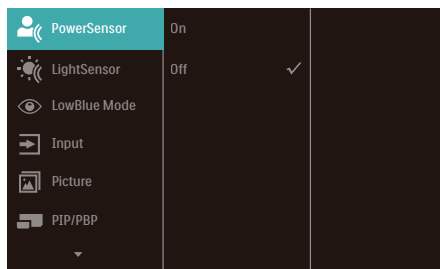 PowerSensor
On
LightSensor
Off
LowBlue Mode
Input
Picture
PIP/PBP